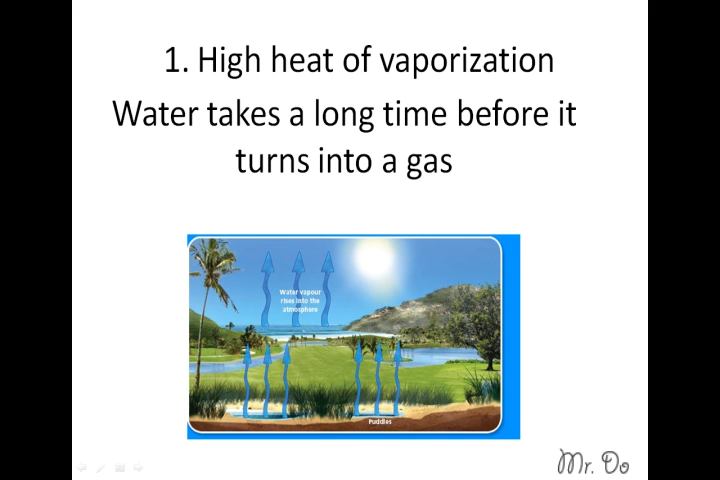 1. High heat of vaporization
Water takes a long time before it
turns into a gas
Water vapour
rises into the
atmosphere
Puddles
Mr. Do